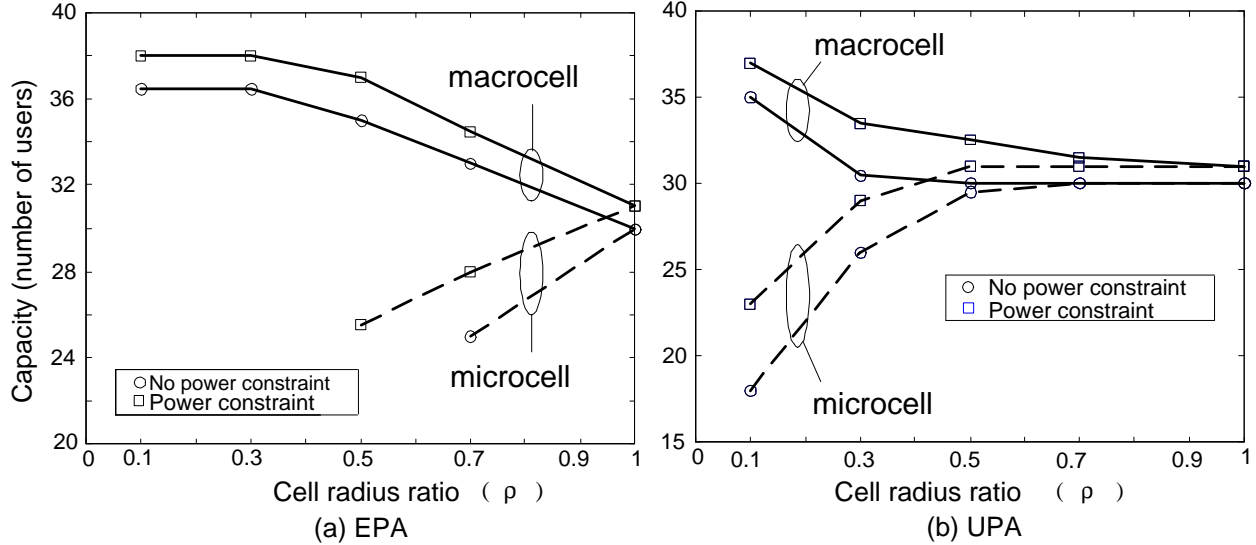 40
36
32
28
24
20
Capacity (number of users)
macrocell
microcell
No power constraint
Power constraint
0 0.1 0.3 0.5 0.7 0.9 1
Cell radius ratio ( ρ )
(a) EPA
40
35
30
25
20
15
macrocell
microcell
No power constraint
Power constraint
0 0.1 0.3 0.5 0.7 0.9 1
Cell radius ratio ( ρ )
(b) UPA